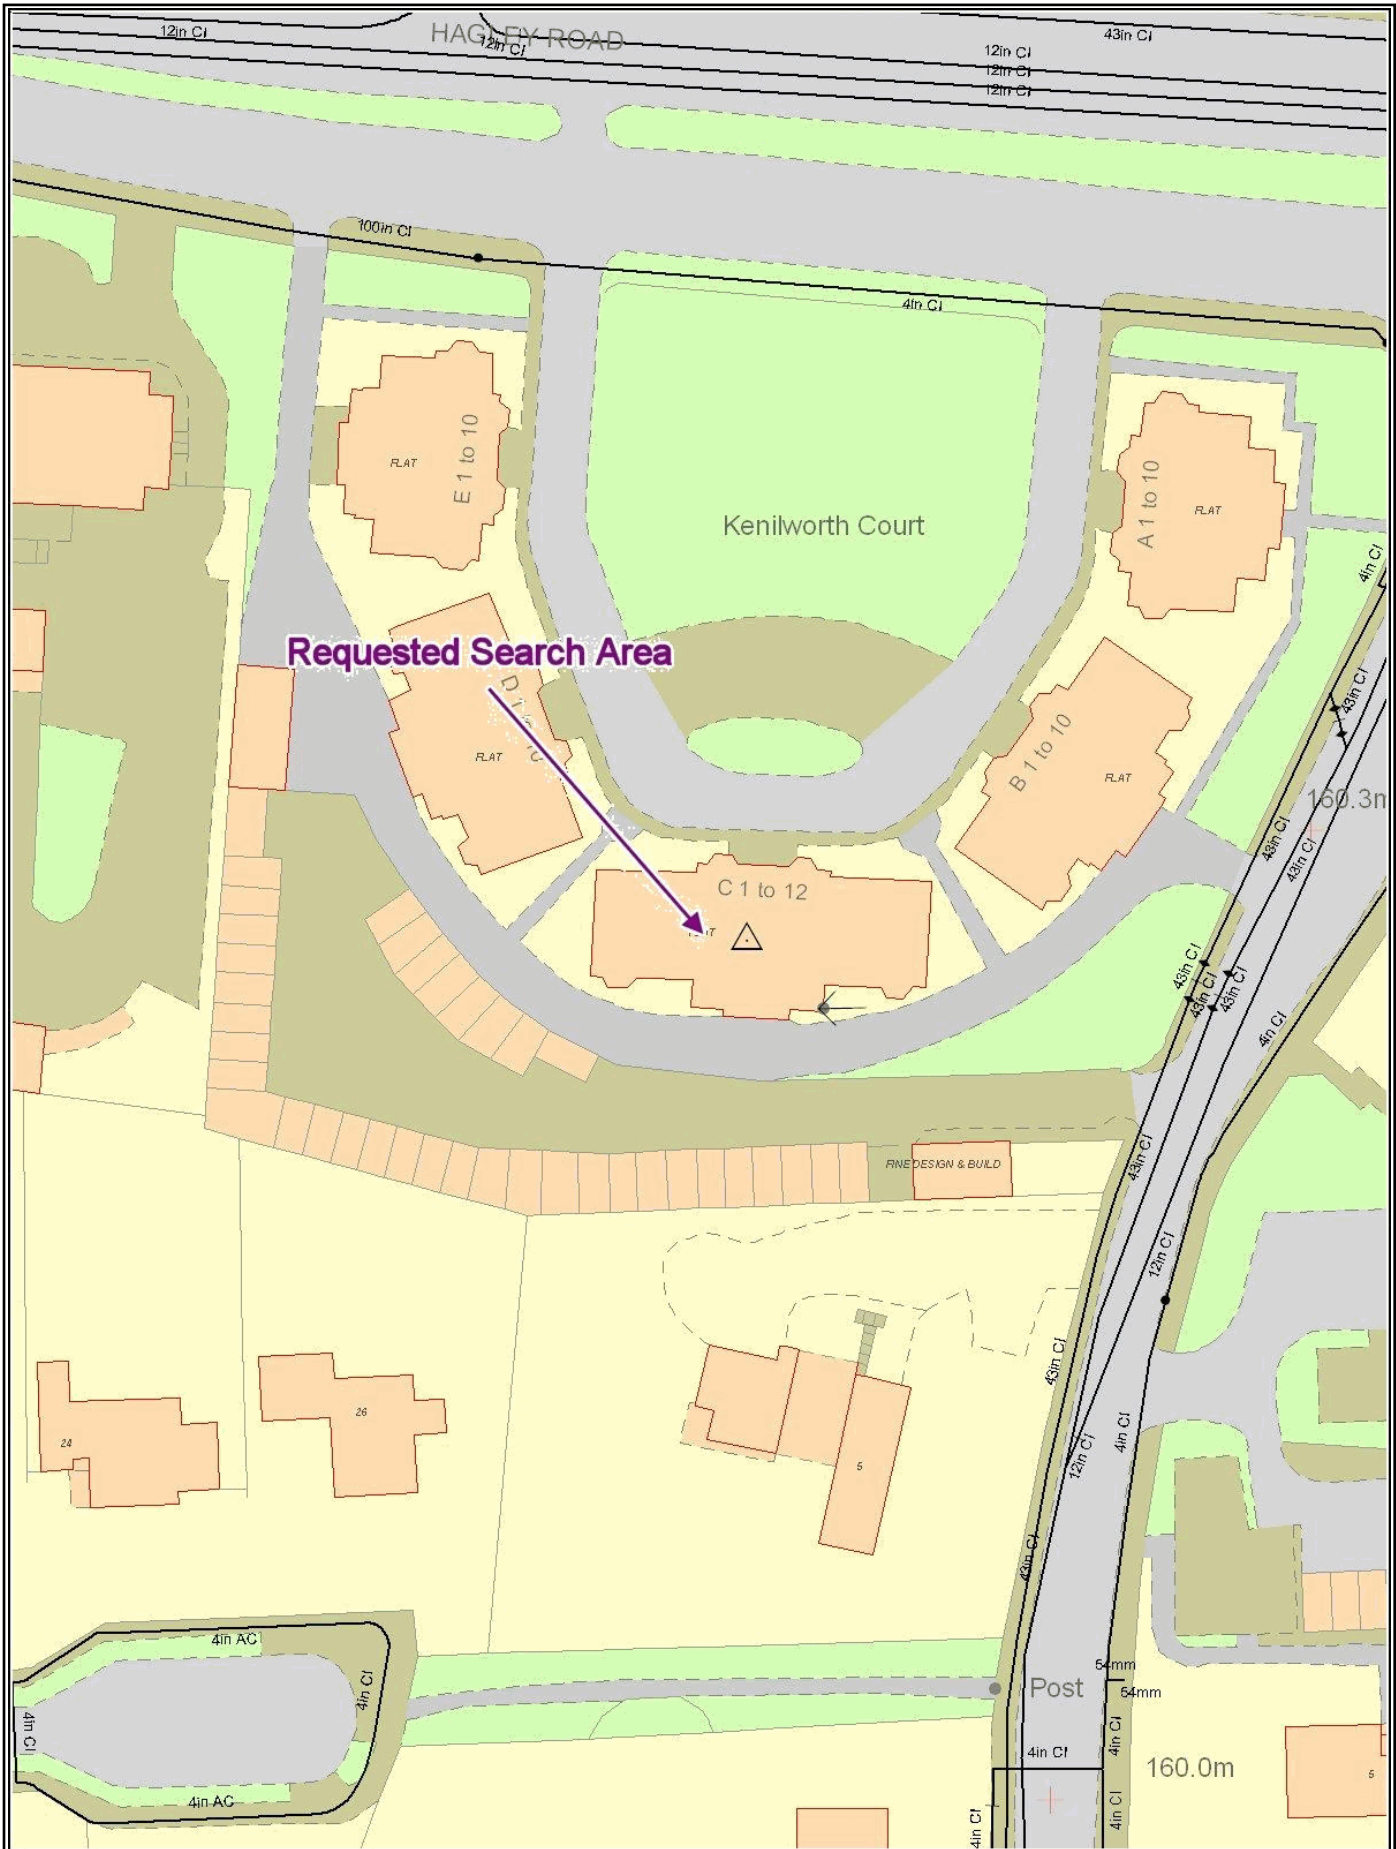 12in CI
HAGLEY ROAD
12in CI
43in CI
12in CI
12in CI
12in CI
100in CI
4in CI
E 1 to 10
FLAT
A 1 to 10
FLAT
Kenilworth Court
4in CI
Requested Search Area
43in CI
FLAT
B 1 to 10
FLAT
160.3m
43in CI
43in CI
C 1 to 12
43in CI
43in CI
43in CI
4in CI
43in CI
FINE DESIGN & BUILD
12in CI
43in CI
26
24
5
12in CI
4in CI
43in CI
4in AC
4in CI
54mm
54mm
Post
4in CI
4in CI
4in CI
160.0m
5
4in AC
4in CI
4in CI